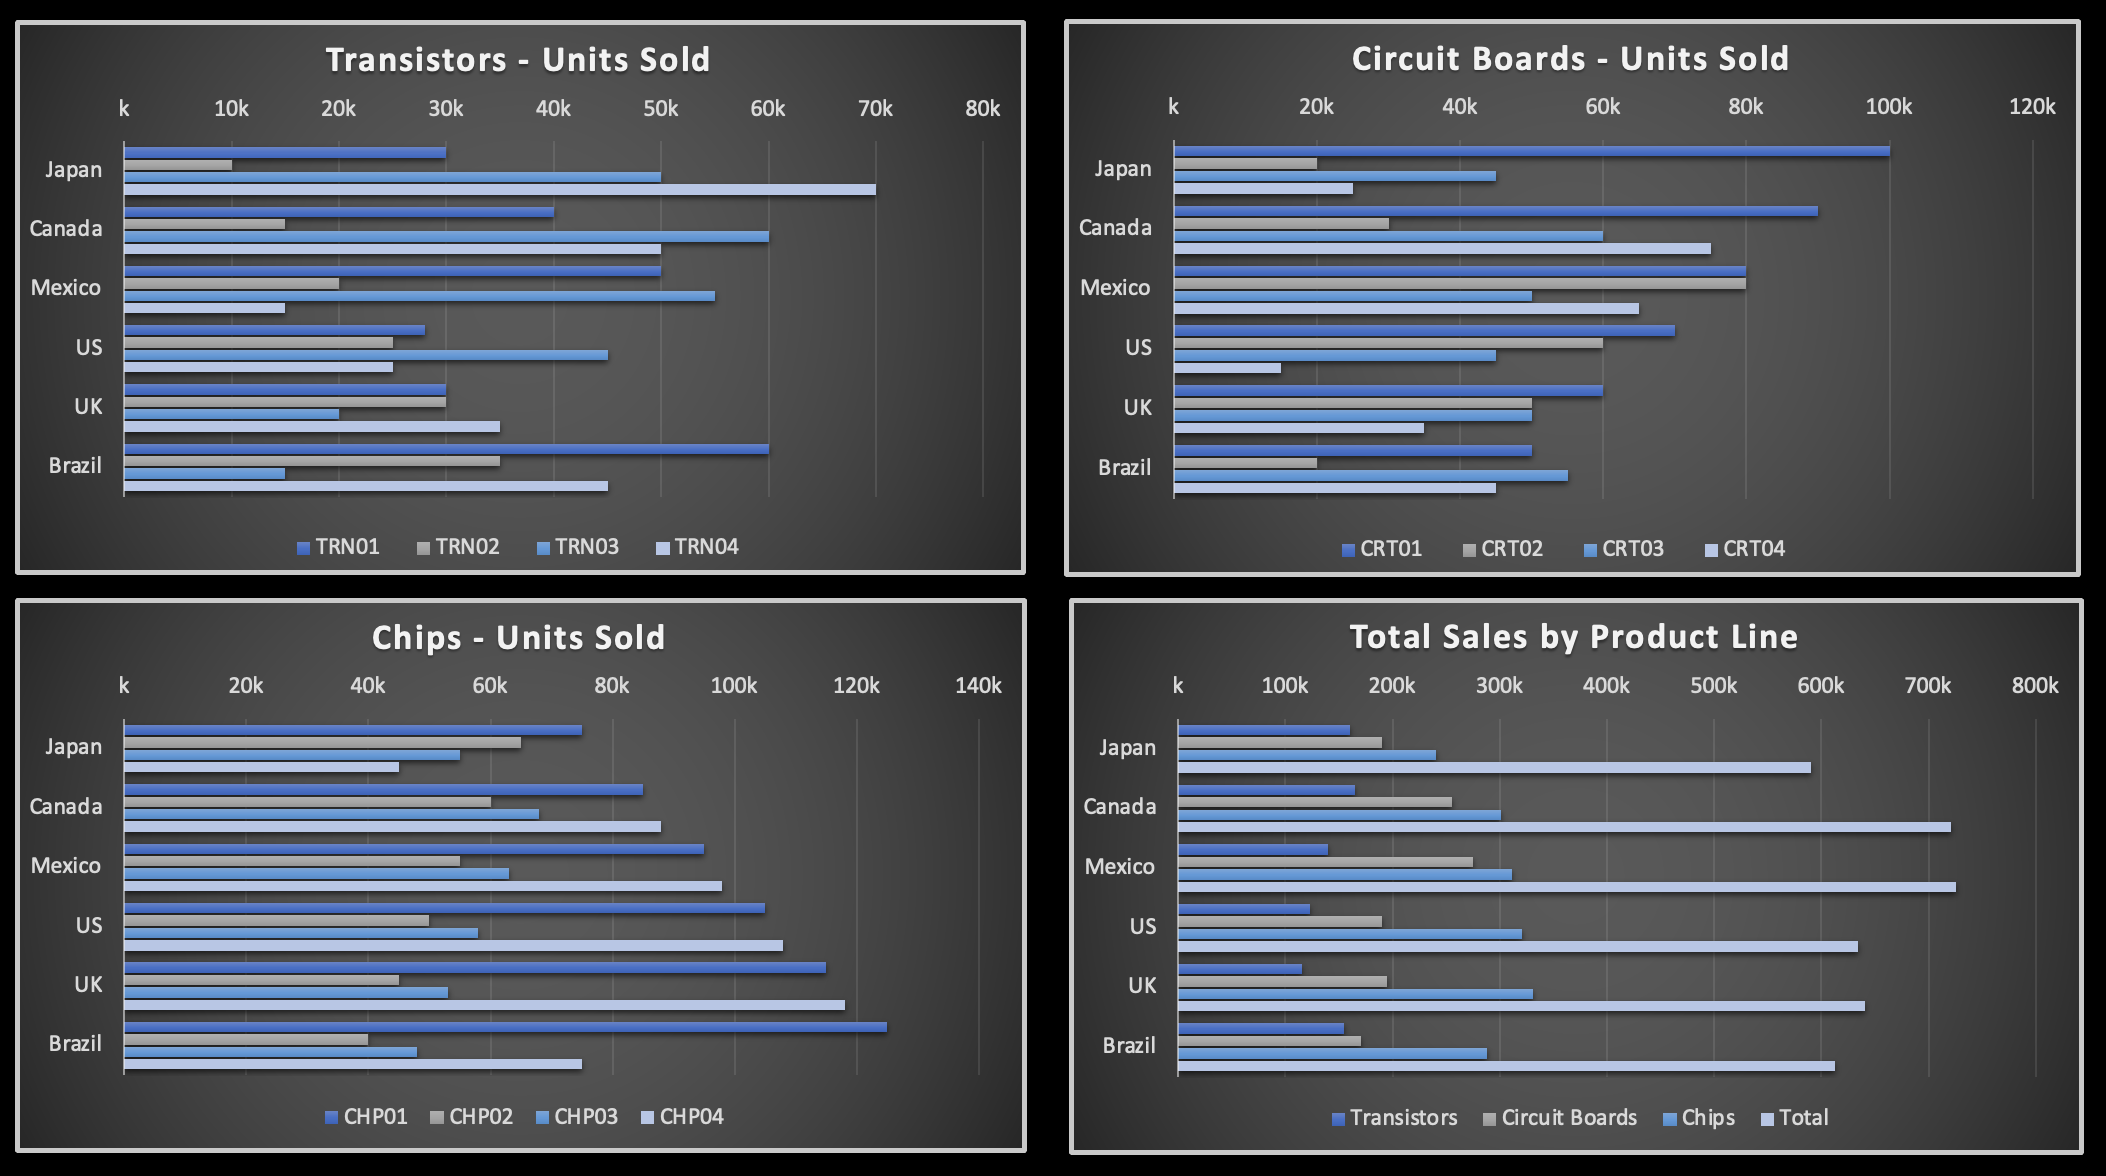 Transistors - Units Sold
k 10k 20k 30k 40k 50k 60k 70k 80k
Japan
Canada
Mexico
US
UK
Brazil
TRN01 TRN02 TRN03 TRN04
Circuit Boards - Units Sold
k 20k 40k 60k 80k 100k 120k
Japan
Canada
Mexico
US
UK
Brazil
CRT01 CRT02 CRT03 CRT04
Chips - Units Sold
k 20k 40k 60k 80k 100k 120k 140k
Japan
Canada
Mexico
US
UK
Brazil
CHP01 CHP02 CHP03 CHP04
Total Sales by Product Line
k 100k 200k 300k 400k 500k 600k 700k 800k
Japan
Canada
Mexico
US
UK
Brazil
Transistors Circuit Boards Chips Total